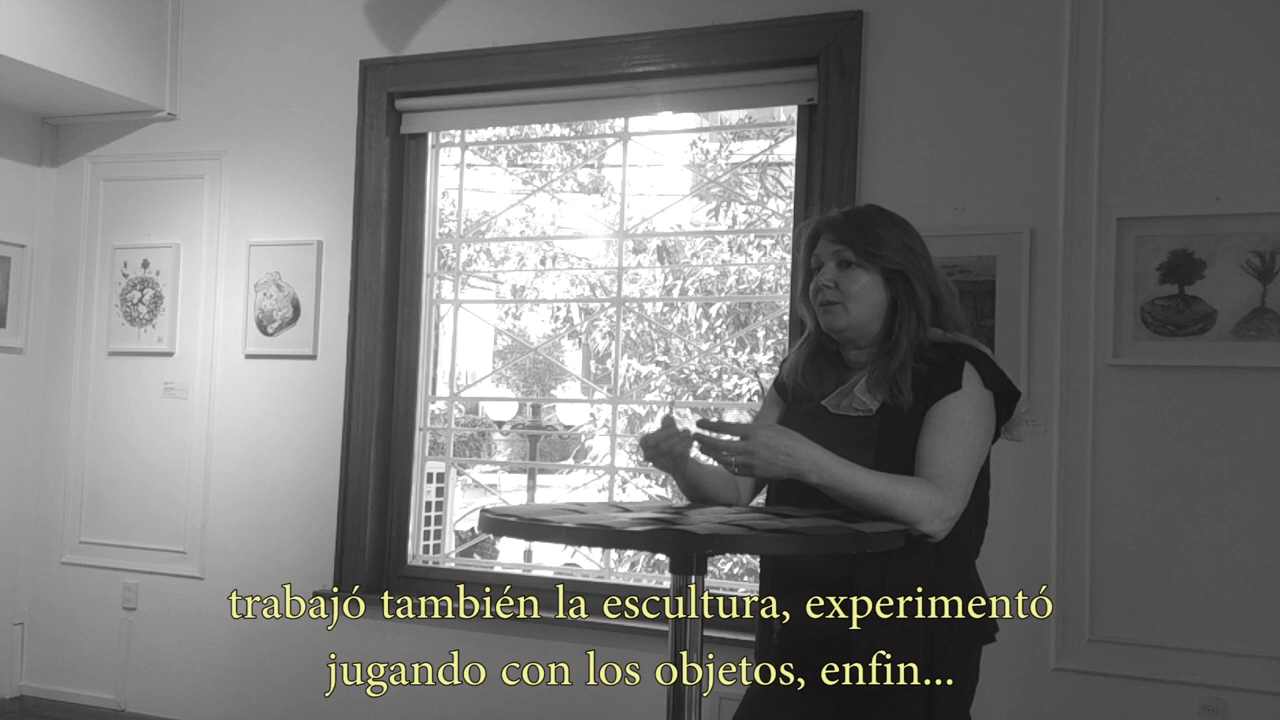 trabajó también la escultura, experimentó
jugando con los objetos, enfin...